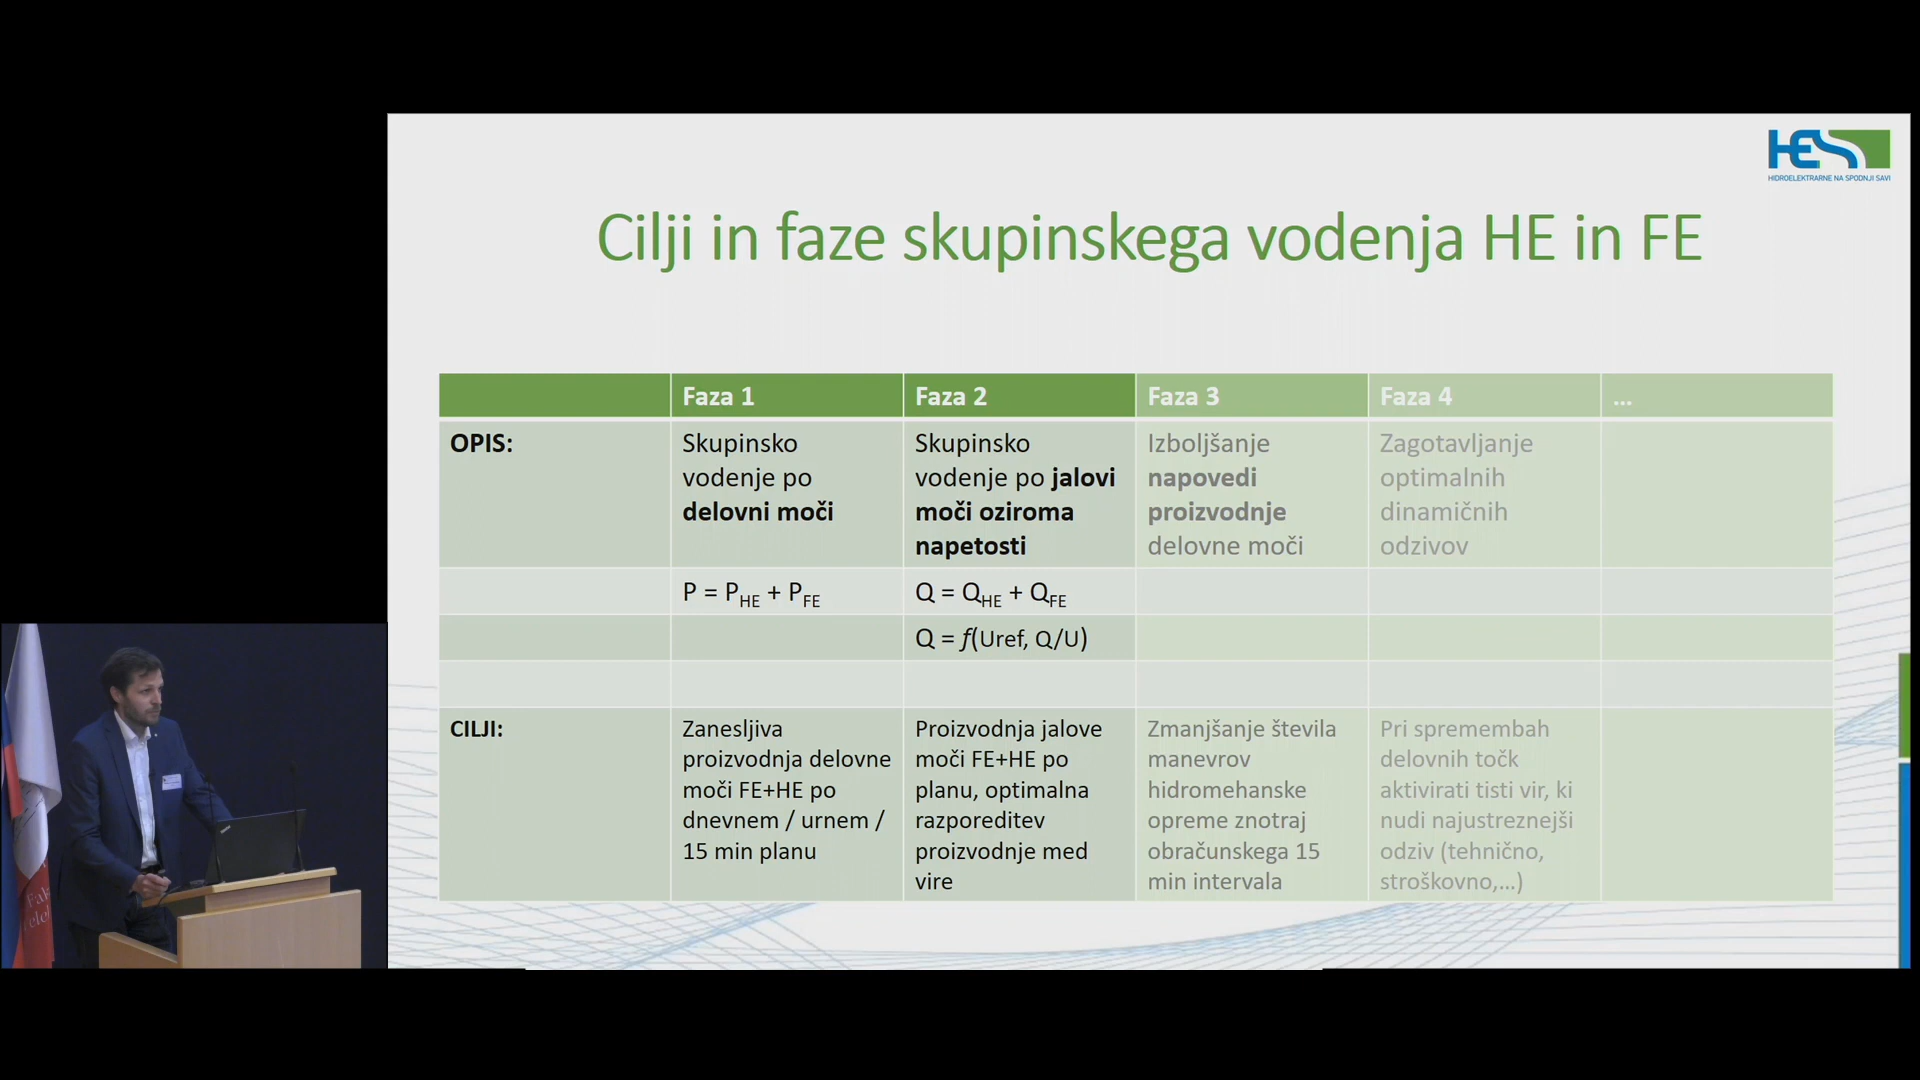 HESS
HIDROELEKTRARNE NA SPODNJI SAVI
Cilji in faze skupinskega vodenja HE in FE
Faza 1
Faza 2
Faza 3
Faza 4
...
OPIS:
Skupinsko
vodenje po
delovni moči
Skupinsko
vodenje po jalovi
moči oziroma
napetosti
Izboljšanje
napovedi
proizvodnje
delovne moči
Zagotavljanje
optimalnih
dinamičnih
odzivov
P = PHE + PFE
Q = QHE + QFE
Q = f(Uref, Q/U)
CILJI:
Zanesljiva
proizvodnja delovne
moči FE+HE po
dnevnem / urnem /
15 min planu
Proizvodnja jalove
moči FE+HE po
planu, optimalna
razporeditev
proizvodnje med
vire
Zmanjšanje števila
manevrov
hidromehanske
opreme znotraj
obračunskega 15
min intervala
Pri spremembah
delovnih točk
aktivirati tisti vir, ki
nudi najustreznejši
odziv (tehnično,
stroškovno,...)